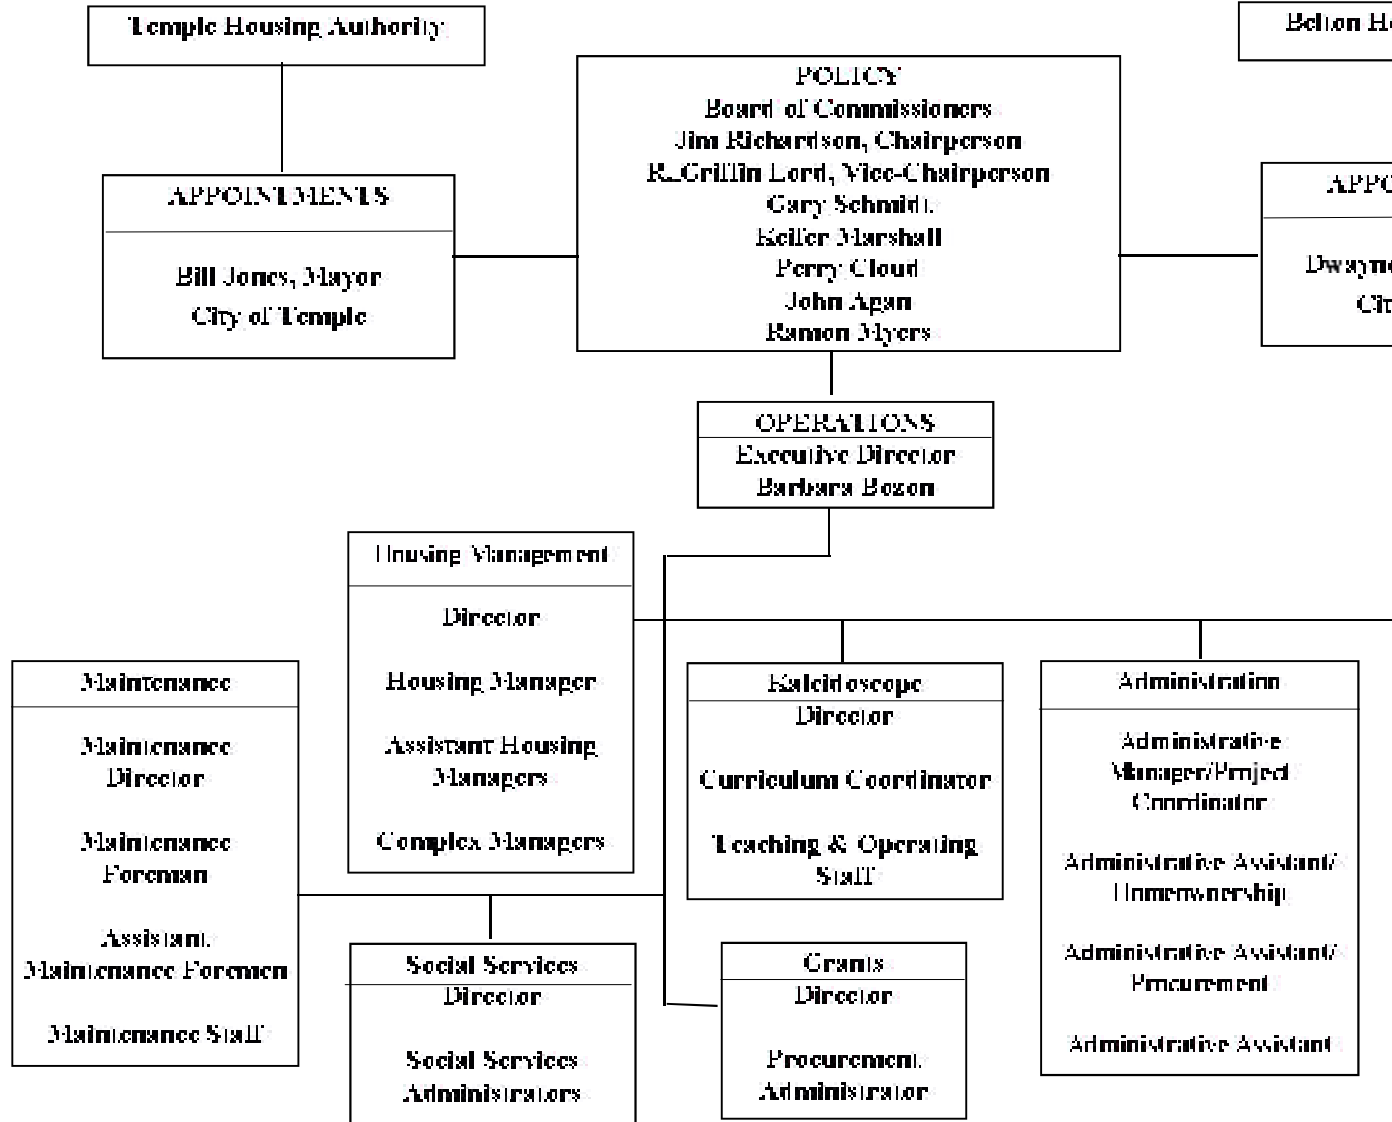 Temple Housing Authority
Belton
POLICY
Board of Commissioners
Jim Richardson, Chairperson
R. Griffin Lord, Vice-Chairperson
Gary Schmidt
Keifer Marshall
Perry Cloud
John Agan
Ramon Myers
APPOINTMENTS
Bill Jones, Mayor
City of Temple
Dwayne
OPERATIONS
Executive Director
Barbara Bozon
Housing Management
Director
Housing Manager
Assistant Housing
Managers
Complex Managers
Maintenance
Maintenance
Director
Maintenance
Foreman
Assistant
Maintenance Foremen
Maintenance Staff
Kaleidoscope
Director
Curriculum Coordinator
Teaching & Operating
Staff
Administration
Administrative
Manager/Project
Coordinator
Administrative Assistant/
Homeownership
Administrative Assistant/
Procurement
Administrative Assistant
Social Services
Director
Social Services
Administrators
Grants
Director
Procurement
Administrator